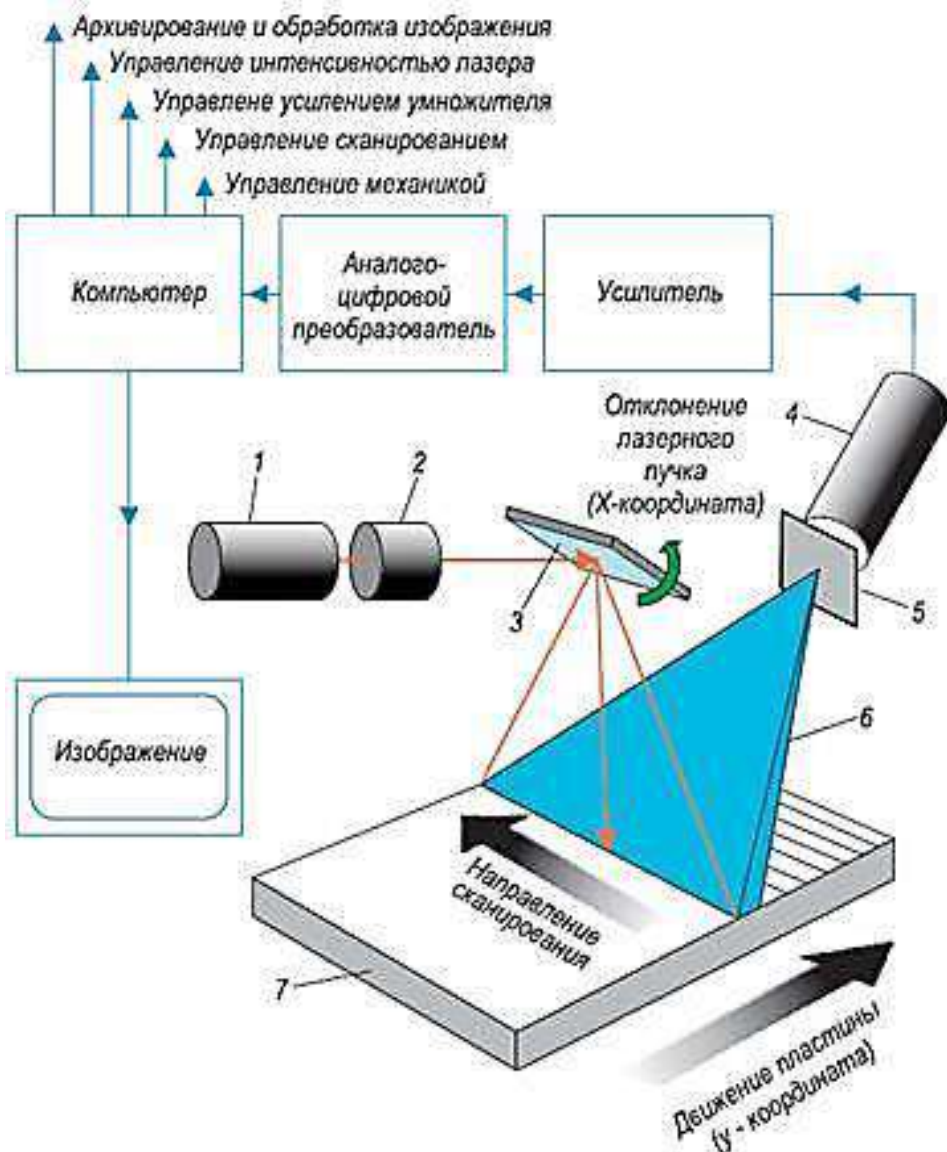 Архивирование и обработка изображения
Управление интенсивностью лазера
Управлене усилением умножителя
Управление сканированием
Управление механикой
Компьютер
Аналого-
цифровой
преобразователь
Усилитель
Отклонение
лазерного
пучка
(Х-координата)
1
2
3
4
5
6
Изображение
Направление
сканирования
7
Движение пластины
(у - координата)